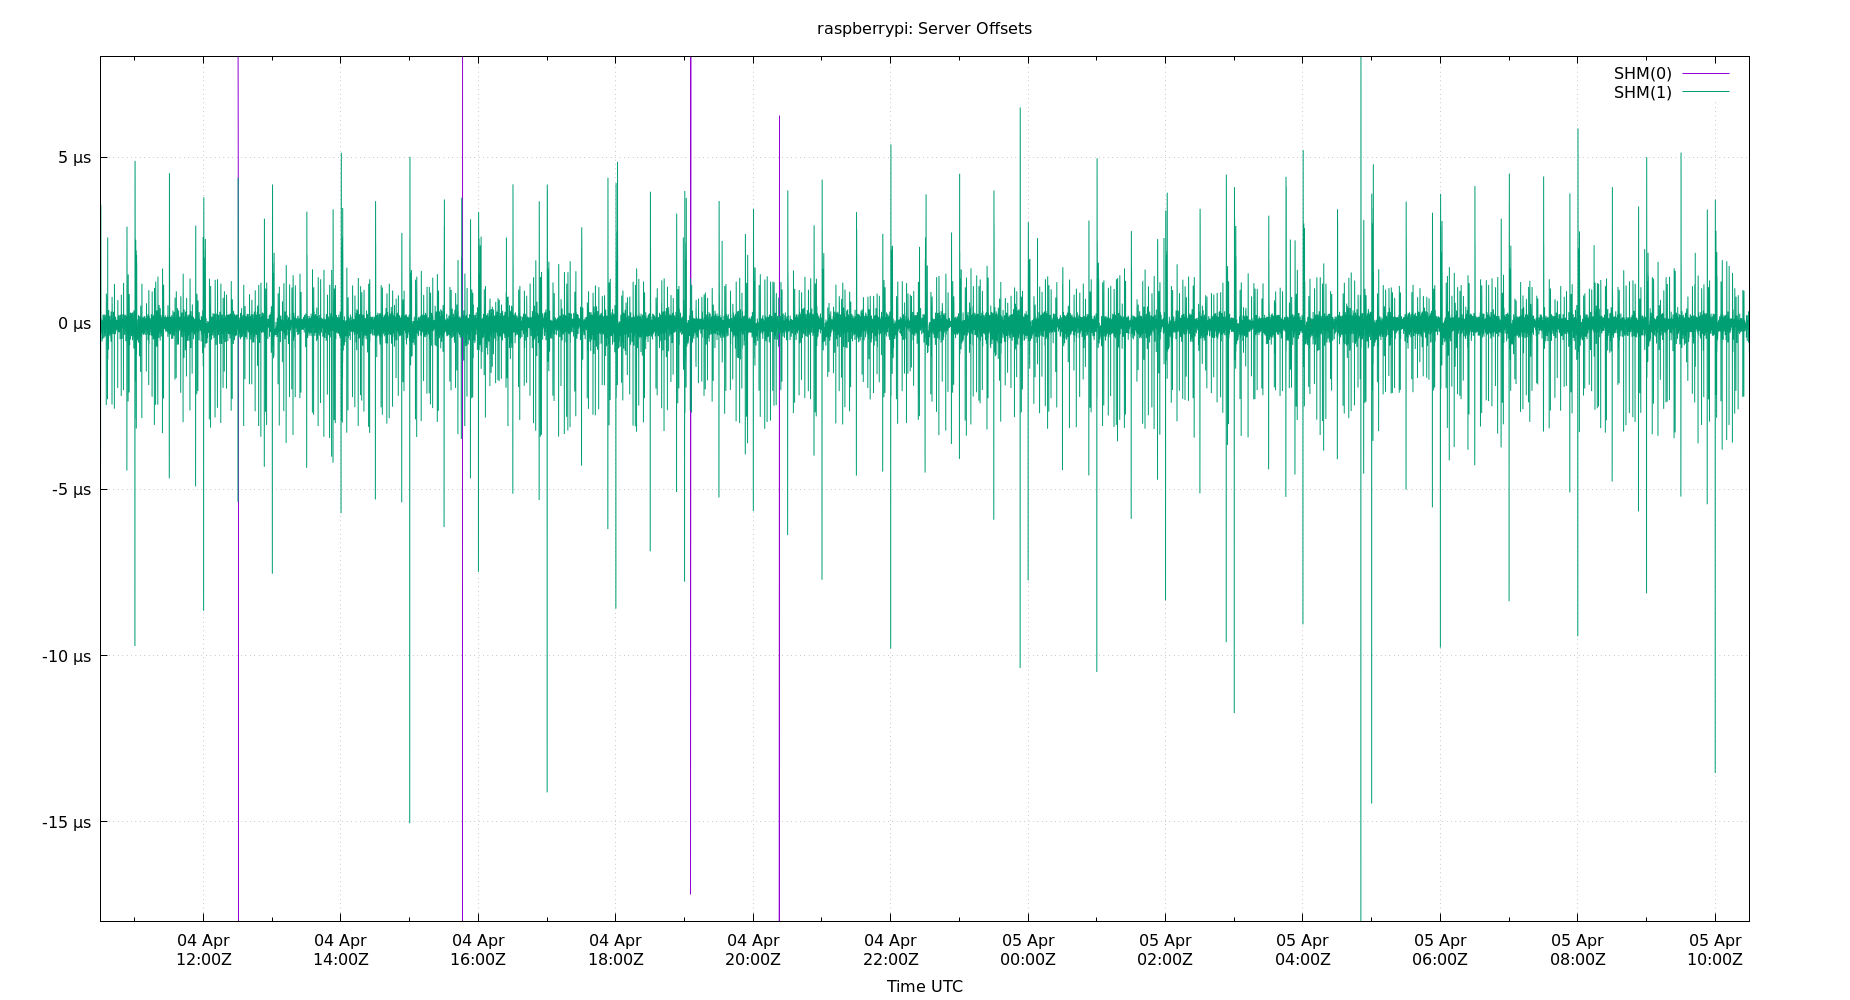 raspberrypi: Server Offsets
SHM(0)
SHM(1)
5 µs
0 µs
-5 µs
-10 µs
-15 µs
04 Apr 04 Apr 04 Apr 04 Apr 04 Apr 04 Apr 05 Apr 05 Apr 05 Apr 05 Apr 05 Apr 05 Apr
12:00Z 14:00Z 16:00Z 18:00Z 20:00Z 22:00Z 00:00Z 02:00Z 04:00Z 06:00Z 08:00Z 10:00Z
Time UTC